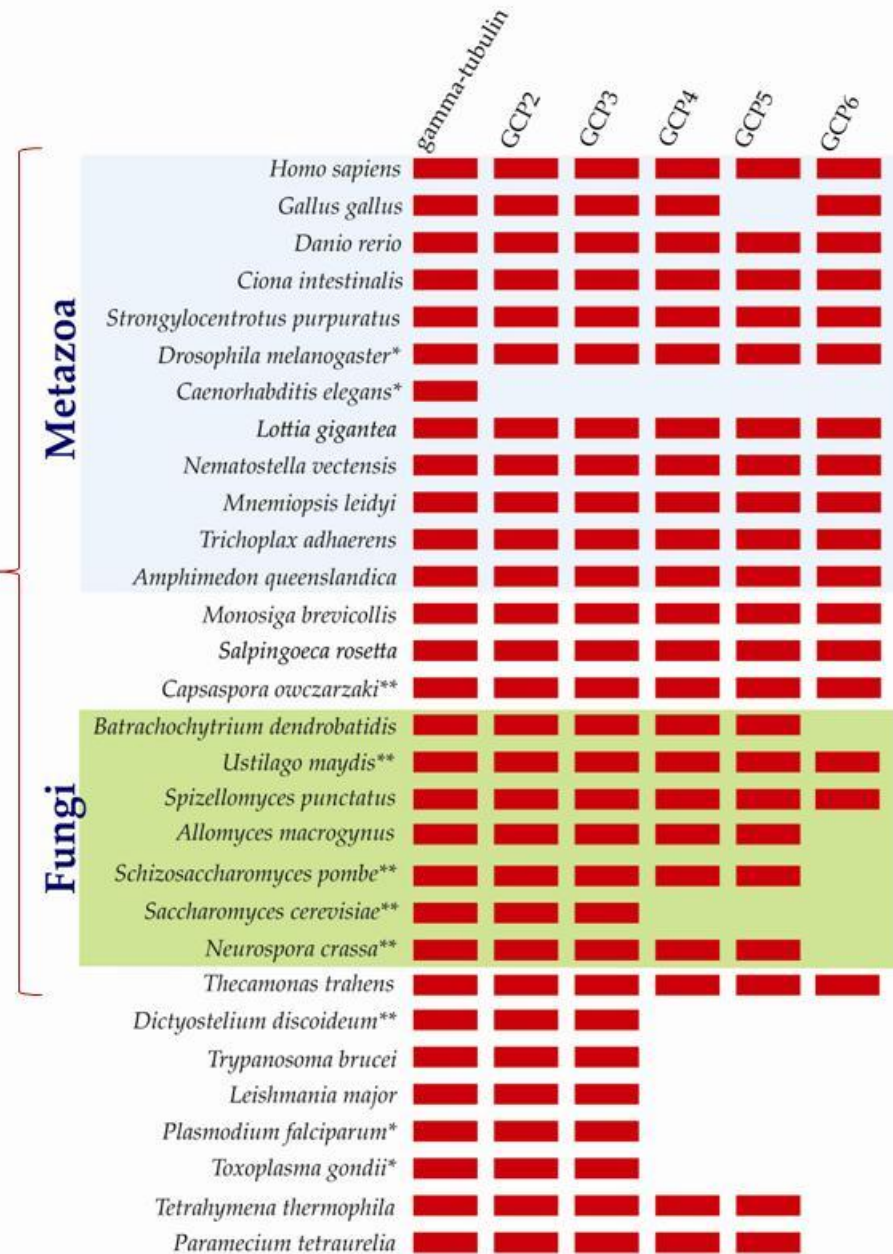 gamma-tubulin
GCP2
GCP3
GCP4
GCP5
GCP6
Metazoa
Homo sapiens
Gallus gallus
Danio rerio
Ciona intestinalis
Strongylocentrotus purpuratus
Drosophila melanogaster*
Caenorhabditis elegans*
Lottia gigantea
Nematostella vectensis
Mnemiopsis leidyi
Trichoplax adhaerens
Amphimedon queenslandica
Monosiga brevicollis
Salpingoeca rosetta
Capsaspora owczarzaki**
Fungi
Batrachochytrium dendrobatidis
Ustilago maydis**
Spizellomyces punctatus
Allomyces macrogynus
Schizosaccharomyces pombe**
Saccharomyces cerevisiae**
Neurospora crassa**
Thecamonas trahens
Dictyostelium discoideum**
Trypanosoma brucei
Leishmania major
Plasmodium falciparum*
Toxoplasma gondii*
Tetrahymena thermophila
Paramecium tetraurelia